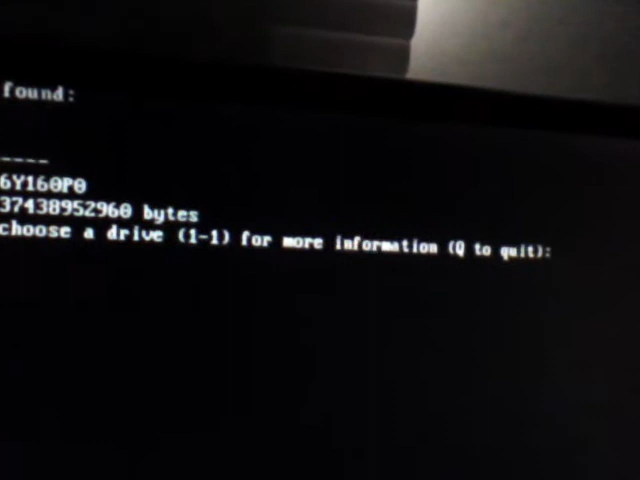 found:
----
6Y160P0
37438952960 bytes
choose a drive (1-1) for more information (Q to quit):